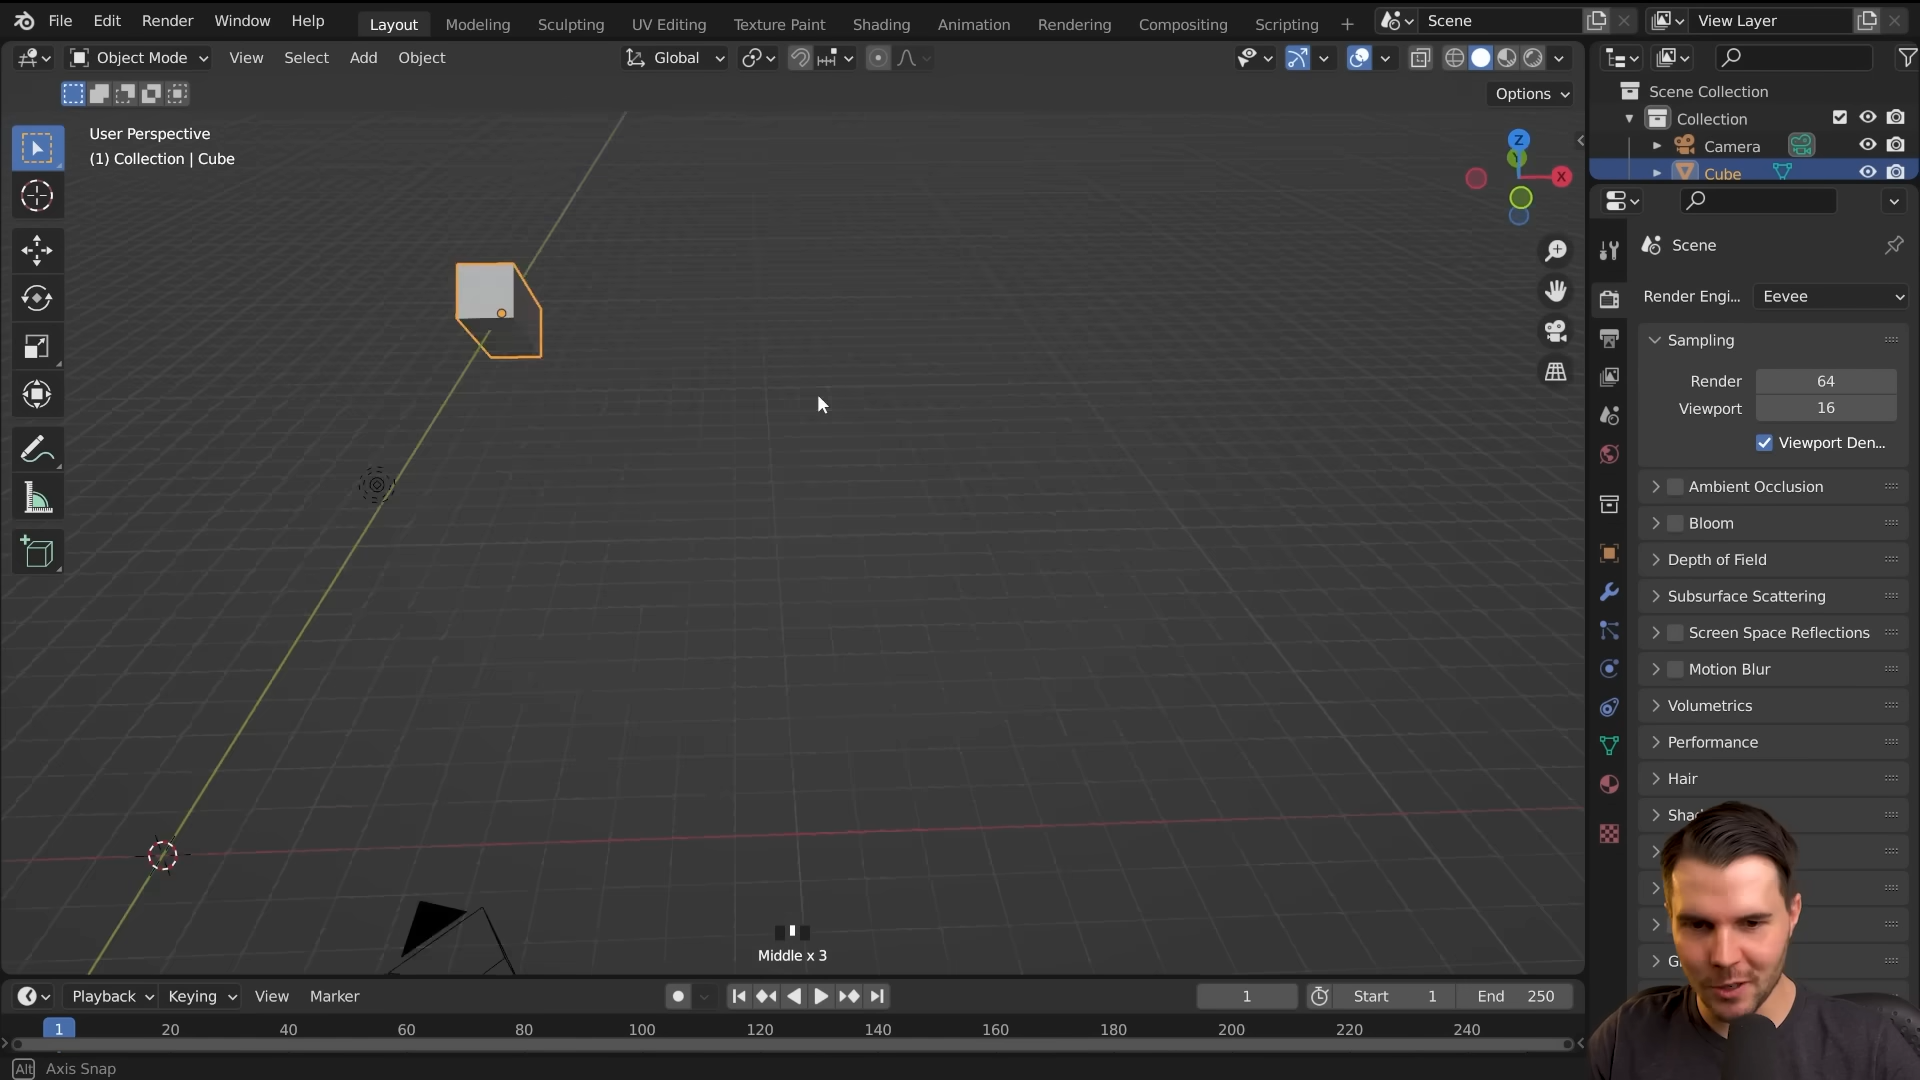 File Edit Render Window Help
Layout Modeling Sculpting UV Editing Texture Paint Shading Animation Rendering Compositing Scripting +
Scene
View Layer
Object Mode View Select Add Object
Global
Options
User Perspective
(1) Collection | Cube
Z
X
Scene Collection
Collection
Camera
Cube
Scene
Render Engi... Eevee
Sampling
Render 64
Viewport 16
Viewport Den...
Ambient Occlusion
Bloom
Depth of Field
Subsurface Scattering
Screen Space Reflections
Motion Blur
Volumetrics
Performance
Hair
Middle x 3
Playback Keying View Marker
1
Start 1
End 250
1 20 40 60 80 100 120 140 160 180 200 220 240
Alt Axis Snap